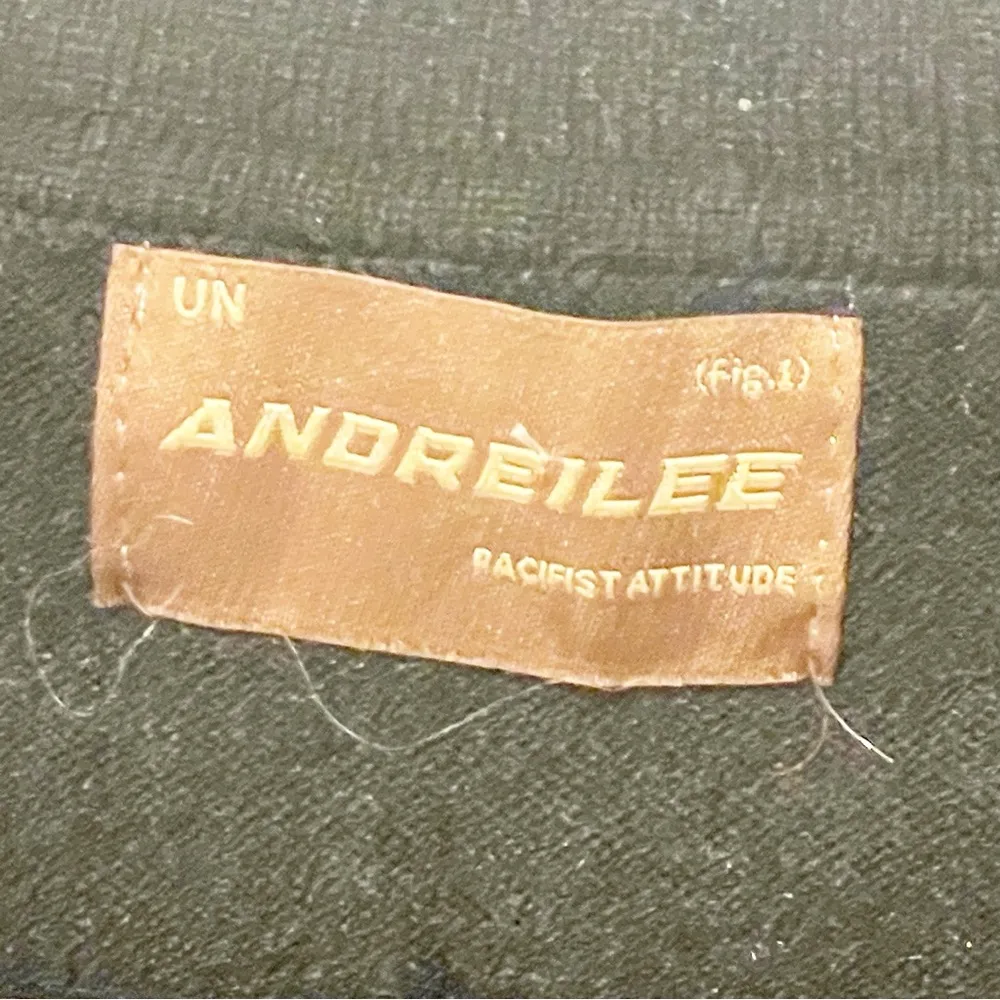 UN
(Fig.1)
ANDREILEE
PACIFIST ATTITUDE